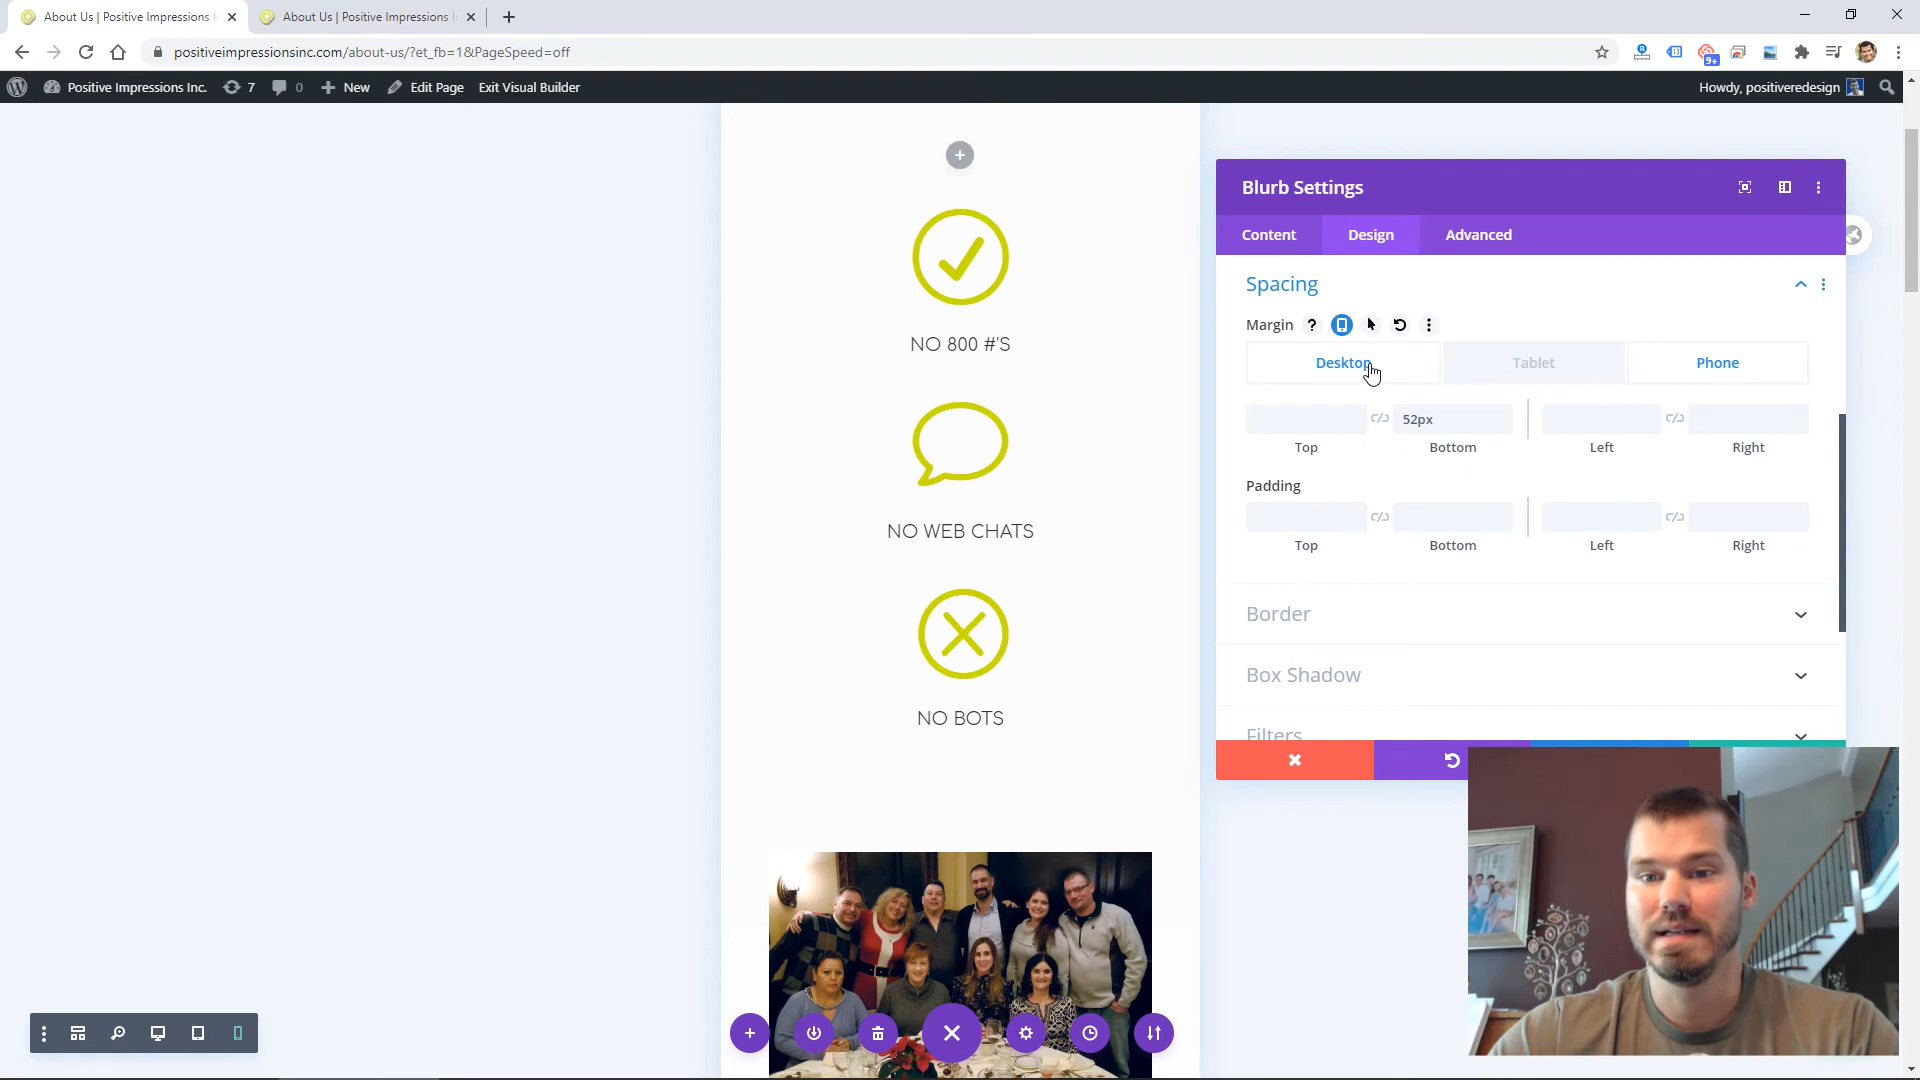 About Us | Positive Impressions I
About Us | Positive Impressions I
positiveimpressionsinc.com/about-us/?et_fb=1&PageSpeed=off
9+
Positive Impressions Inc.
7
0
New
Edit Page
Exit Visual Builder
Howdy, positiveredesign
NO 800 #'S
NO WEB CHATS
NO BOTS
Blurb Settings
Content
Design
Advanced
Spacing
Margin
Desktop
Tablet
Phone
52px
Top
Bottom
Left
Right
Padding
Top
Bottom
Left
Right
Border
Box Shadow
Filters